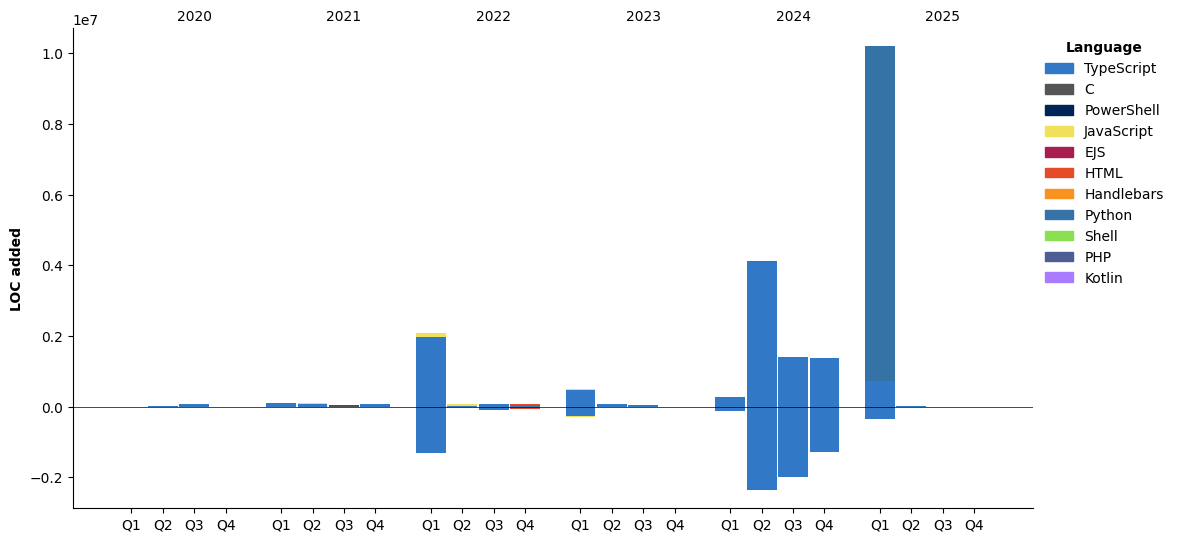 1e7
2020 2021 2022 2023 2024 2025
LOC added
1.0
0.8
0.6
0.4
0.2
0.0
−0.2
Q1 Q2 Q3 Q4 Q1 Q2 Q3 Q4 Q1 Q2 Q3 Q4 Q1 Q2 Q3 Q4 Q1 Q2 Q3 Q4 Q1 Q2 Q3 Q4
Language
TypeScript
C
PowerShell
JavaScript
EJS
HTML
Handlebars
Python
Shell
PHP
Kotlin